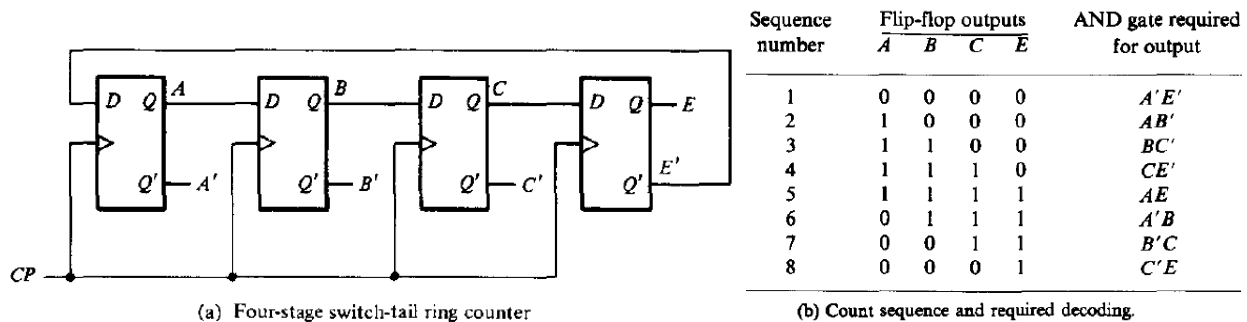 A B C E
D Q D Q D Q D Q
E'
Q' A' Q' B' Q' C' Q'
CP
(a) Four-stage switch-tail ring counter
Sequence number Flip-flop outputs AND gate required for output
A B C E
1 0 0 0 0 A'E'
2 1 0 0 0 AB'
3 1 1 0 0 BC'
4 1 1 1 0 CE'
5 1 1 1 1 AE
6 0 1 1 1 A'B
7 0 0 1 1 B'C
8 0 0 0 1 C'E
(b) Count sequence and required decoding.